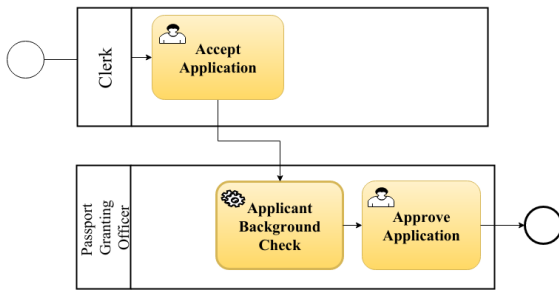 Clerk
Accept
Application
Passport
Granting
Officer
Applicant
Background
Check
Approve
Application